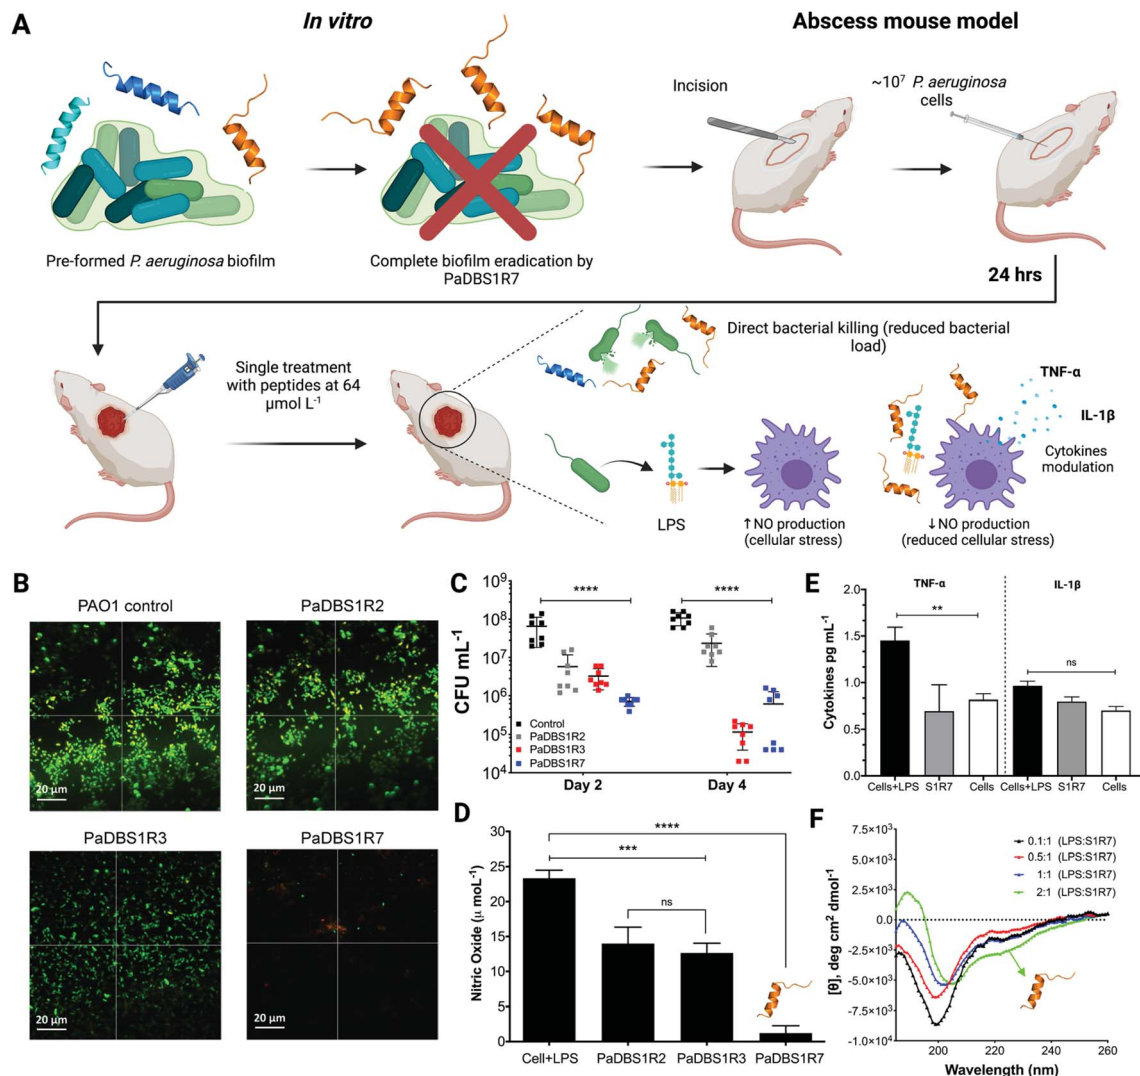 A
In vitro
Abscess mouse model
Incision
~10⁷ P. aeruginosa
cells
Pre-formed P. aeruginosa biofilm
Complete biofilm eradication by
PaDBS1R7
24 hrs
Single treatment
with peptides at 64
µmol L⁻¹
Direct bacterial killing (reduced bacterial
load)
TNF-α
IL-1β
Cytokines
modulation
LPS
↑NO production
(cellular stress)
↓NO production
(reduced cellular stress)
B
PAO1 control
PaDBS1R2
20 µm
20 µm
PaDBS1R3
PaDBS1R7
20 µm
20 µm
C
CFU mL⁻¹
10⁹
10⁸
10⁷
10⁶
10⁵
10⁴
****
****
Control
PaDBS1R2
PaDBS1R3
PaDBS1R7
Day 2
Day 4
D
Nitric Oxide (µ moL⁻¹)
30
25
20
15
10
5
0
****
***
ns
Cell+LPS
PaDBS1R2
PaDBS1R3
PaDBS1R7
E
TNF-α
IL-1β
Cytokines pg mL⁻¹
2.0
1.5
1.0
0.5
0.0
**
ns
Cells+LPS
S1R7
Cells
Cells+LPS
S1R7
Cells
F
[θ], deg cm² dmol⁻¹
7.5×10³
5.0×10³
2.5×10³
0.0
-2.5×10³
-5.0×10³
-7.5×10³
-1.0×10⁴
0.1:1 (LPS:S1R7)
0.5:1 (LPS:S1R7)
1:1 (LPS:S1R7)
2:1 (LPS:S1R7)
200
220
240
260
Wavelength (nm)